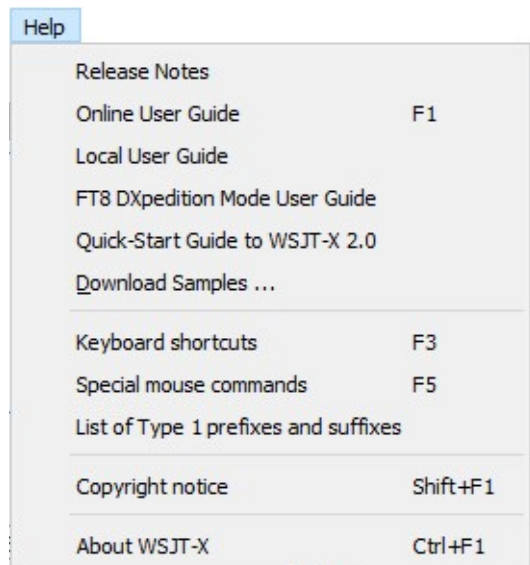 Help
Release Notes
Online User Guide F1
Local User Guide
FT8 DXpedition Mode User Guide
Quick-Start Guide to WSJT-X 2.0
Download Samples ...
Keyboard shortcuts F3
Special mouse commands F5
List of Type 1 prefixes and suffixes
Copyright notice Shift+F1
About WSJT-X Ctrl+F1